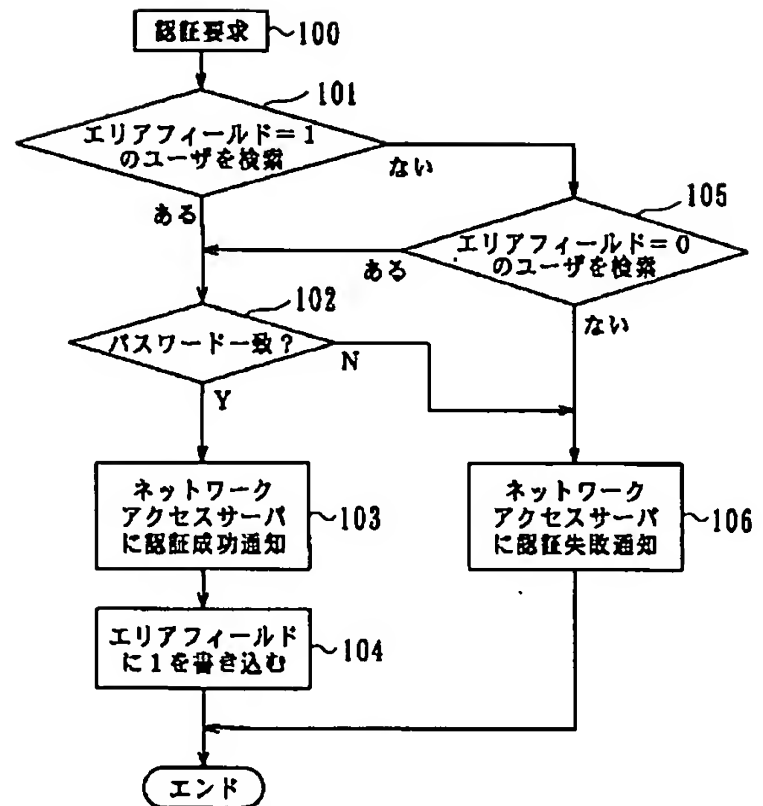 認証要求
100
101
エリアフィールド=1
のユーザを検索
ない
ある
105
エリアフィールド=0
のユーザを検索
ある
ない
102
パスワード一致?
N
Y
ネットワーク
アクセスサーバ
に認証成功通知
103
ネットワーク
アクセスサーバ
に認証失敗通知
106
エリアフィールド
に1を書き込む
104
エンド